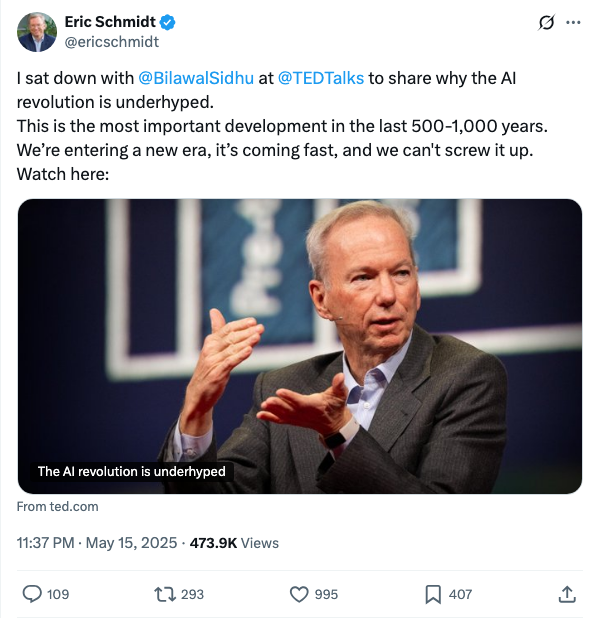 Eric Schmidt
@ericschmidt
I sat down with @BilawalSidhu at @TEDTalks to share why the AI
revolution is underhyped.
This is the most important development in the last 500-1,000 years.
We’re entering a new era, it’s coming fast, and we can't screw it up.
Watch here:
The AI revolution is underhyped
From ted.com
11:37 PM · May 15, 2025 · 473.9K Views
109 293 995 407